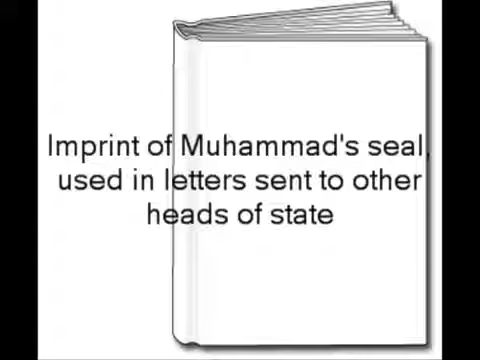 Imprint of Muhammad's seal,
used in letters sent to other
heads of state